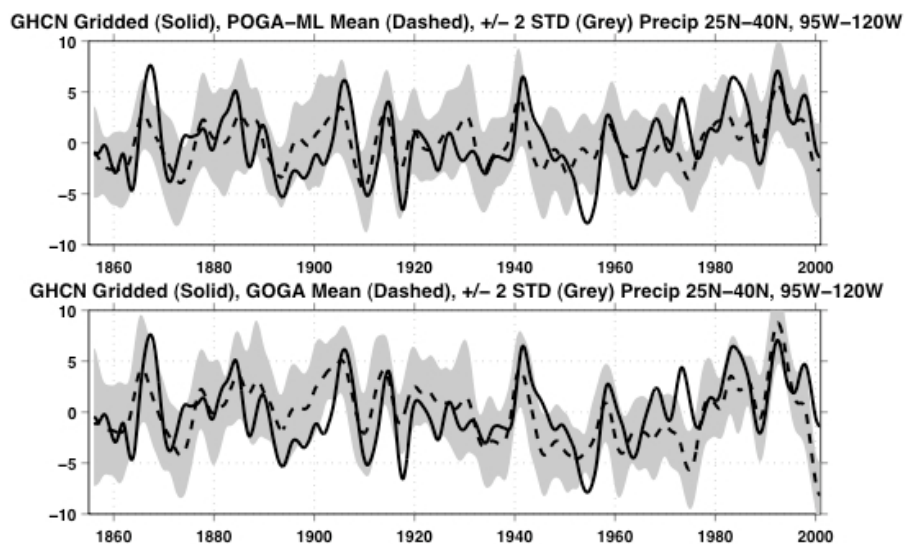 GHCN Gridded (Solid), POGA–ML Mean (Dashed), +/– 2 STD (Grey) Precip 25N–40N, 95W–120W
10
5
0
−5
−10
1860 1880 1900 1920 1940 1960 1980 2000
GHCN Gridded (Solid), GOGA Mean (Dashed), +/– 2 STD (Grey) Precip 25N–40N, 95W–120W
10
5
0
−5
−10
1860 1880 1900 1920 1940 1960 1980 2000